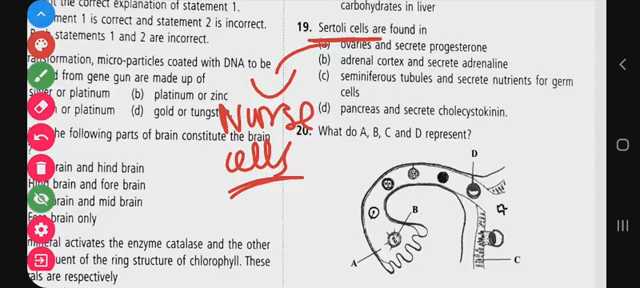 t the correct explanation of statement 1.
ment 1 is correct and statement 2 is incorrect.
statements 1 and 2 are incorrect.
ansformation, micro-particles coated with DNA to be
d from gene gun are made up of
or platinum (b) platinum or zinc
or platinum (d) gold or tungst
the following parts of brain constitute the brain
rain and hind brain
brain and fore brain
brain and mid brain
brain only
mineral activates the enzyme catalase and the other
uent of the ring structure of chlorophyll. These
als are respectively
carbohydrates in liver
19. Sertoli cells are found in
(a) ovaries and secrete progesterone
(b) adrenal cortex and secrete adrenaline
(c) seminiferous tubules and secrete nutrients for germ
cells
(d) pancreas and secrete cholecystokinin.
Nurse
cells
20. What do A, B, C and D represent?
D
B
A
C